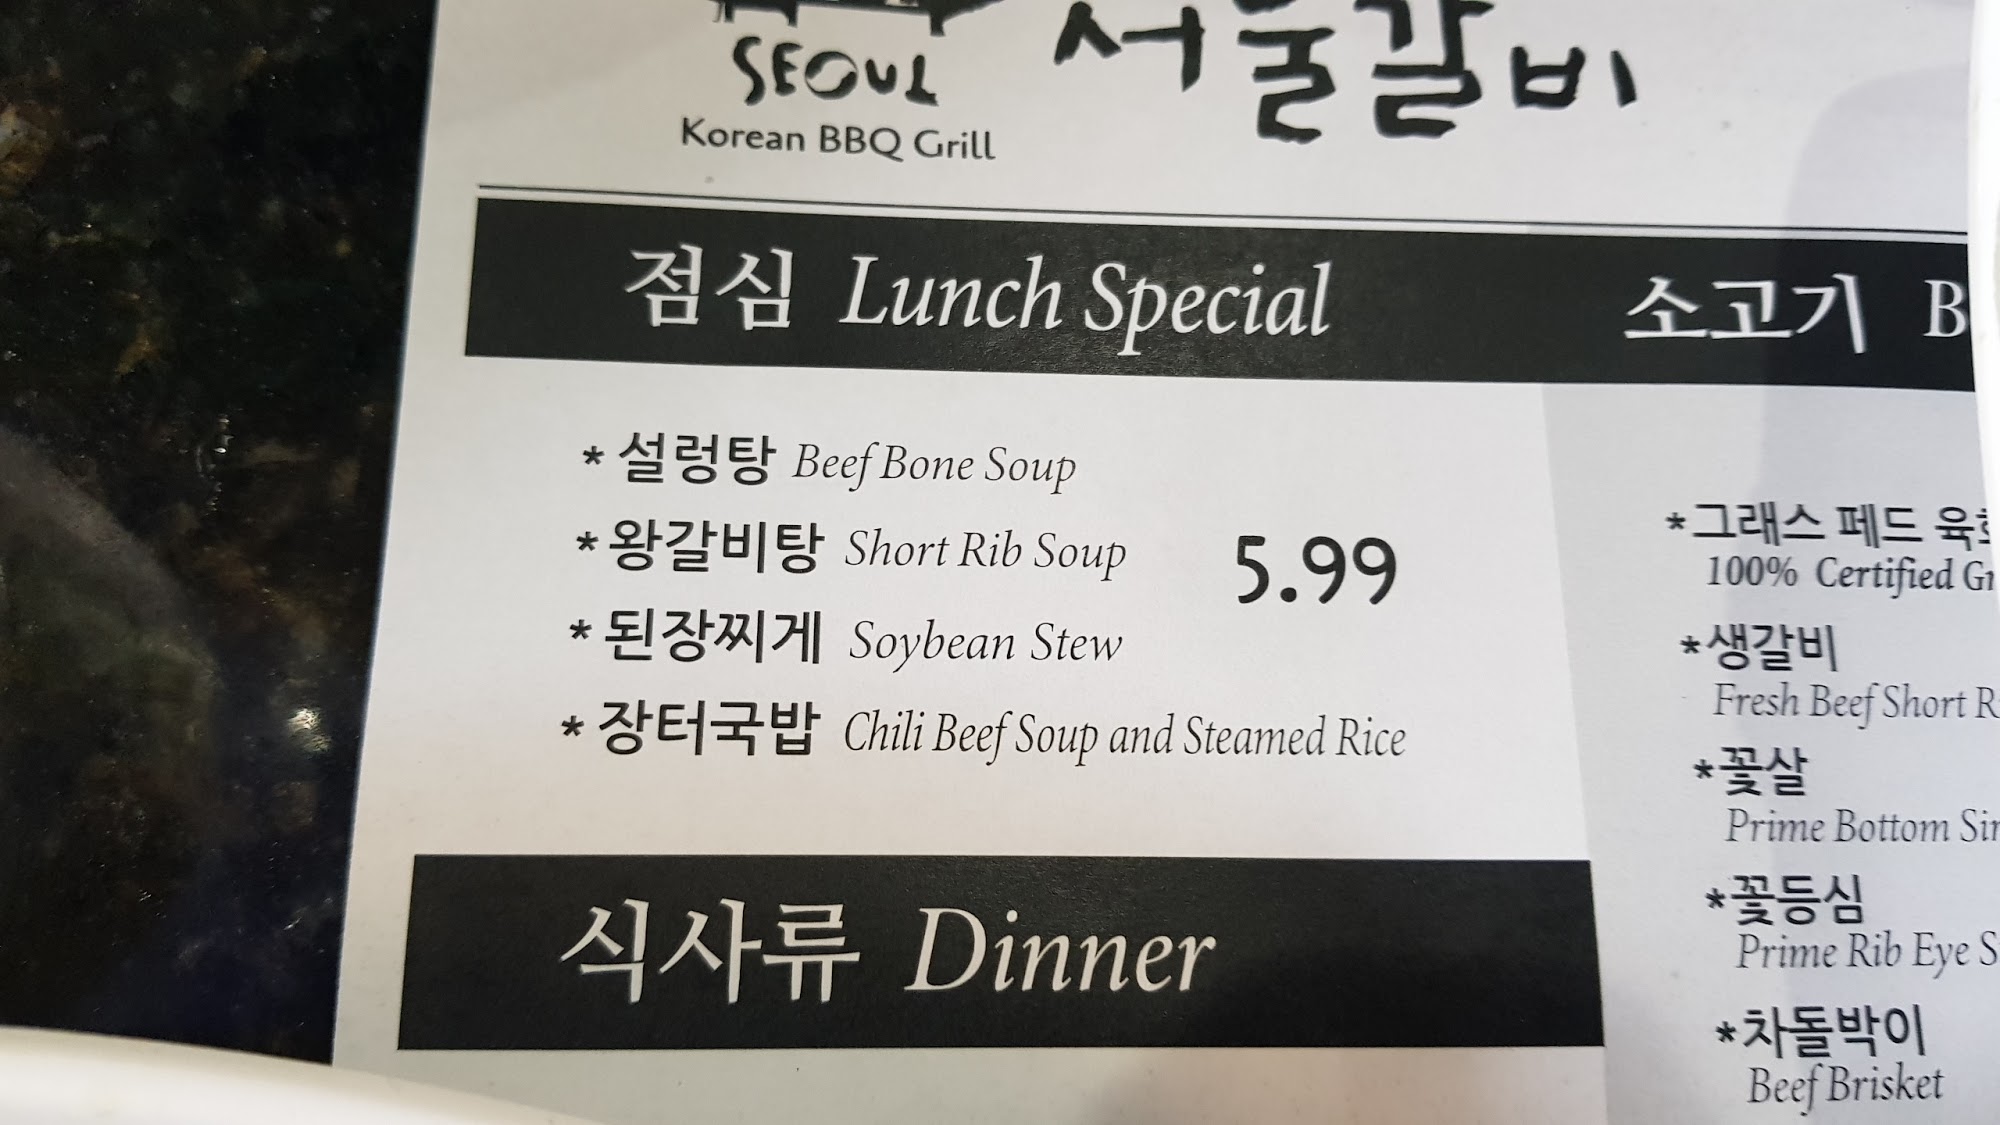 SEOUL
Korean BBQ Grill
서울갈비
점심 Lunch Special
* 설렁탕 Beef Bone Soup
* 왕갈비탕 Short Rib Soup
5.99
* 된장찌게 Soybean Stew
* 장터국밥 Chili Beef Soup and Steamed Rice
식사류 Dinner
소고기 B
* 그래스 페드
100% Certified
* 생갈비
Fresh Beef Short
* 꽃살
Prime Bottom
* 꽃등심
Prime Rib Eye
* 차돌박이
Beef Brisket